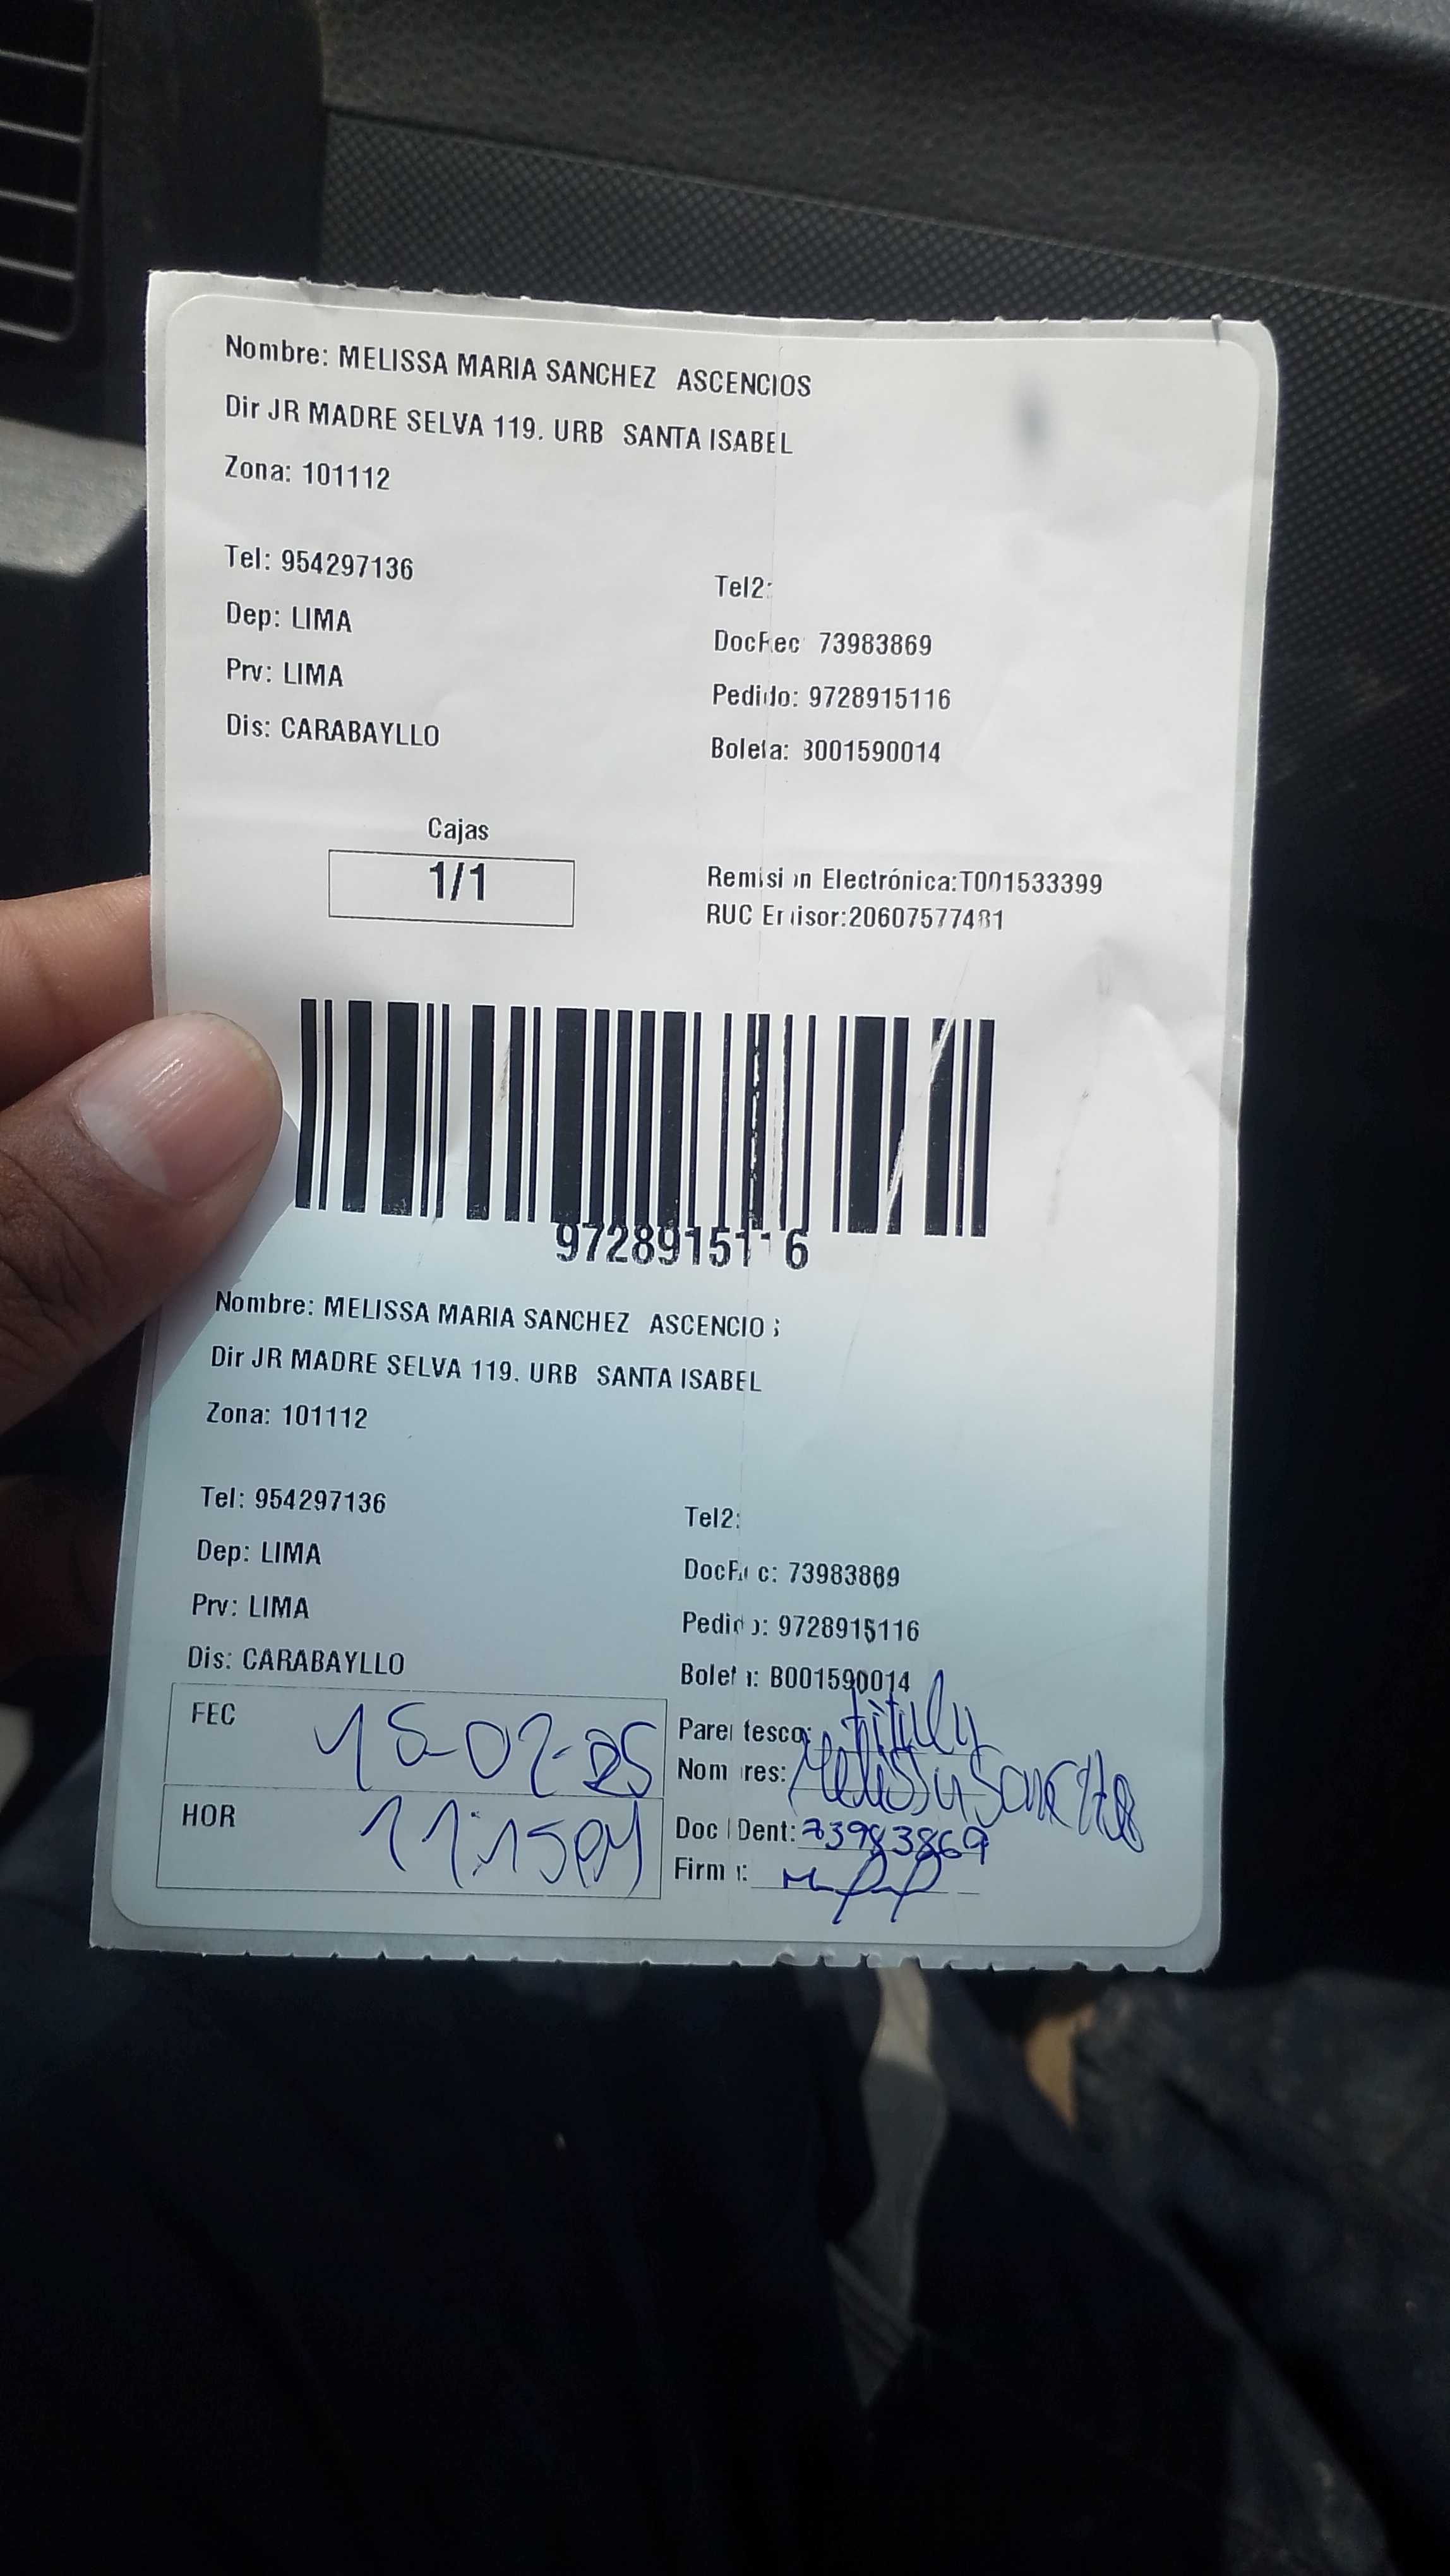 Nombre: MELISSA MARIA SANCHEZ ASCENCIOS
Dir JR MADRE SELVA 119. URB SANTA ISABEL
Zona: 101112
Tel: 954297136
Tel2:
Dep: LIMA
DocRec 73983869
Prv: LIMA
Pedido: 9728915116
Dis: CARABAYLLO
Boleta: B001590014
Cajas
1/1
Remision Electrónica:T001533399
RUC Emisor:20607577481
9728915116
Nombre: MELISSA MARIA SANCHEZ ASCENCIOS
Dir JR MADRE SELVA 119. URB SANTA ISABEL
Zona: 101112
Tel: 954297136
Tel2:
Dep: LIMA
DocRec: 73983869
Prv: LIMA
Pedido: 9728915116
Dis: CARABAYLLO
Boleta: B001590014
FEC 15-02-25
Parentesco:
Nombres: Melissa Sanchez
HOR 11:15
Doc IDent: 73983869
Firma: